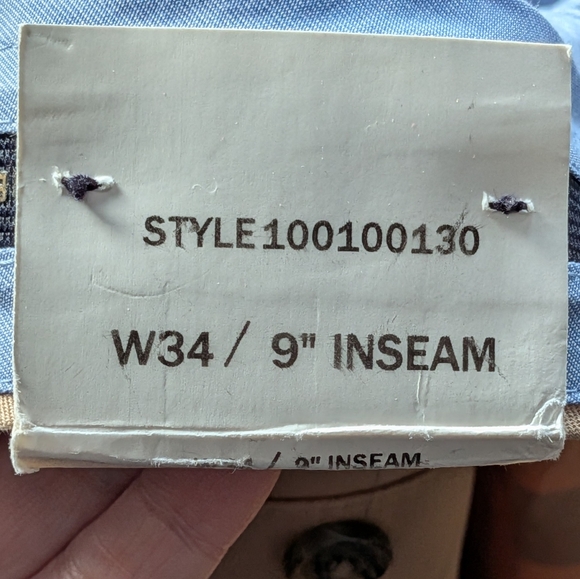 STYLE100100130
W34 / 9" INSEAM
/ 9" INSEAM